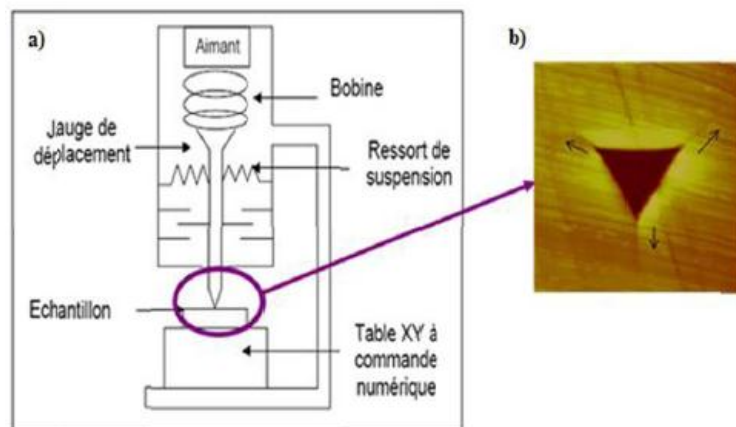 a)
Aimant
Bobine
Jauge de
déplacement
Ressort de
suspension
Echantillon
Table XY à
commande
numérique
b)